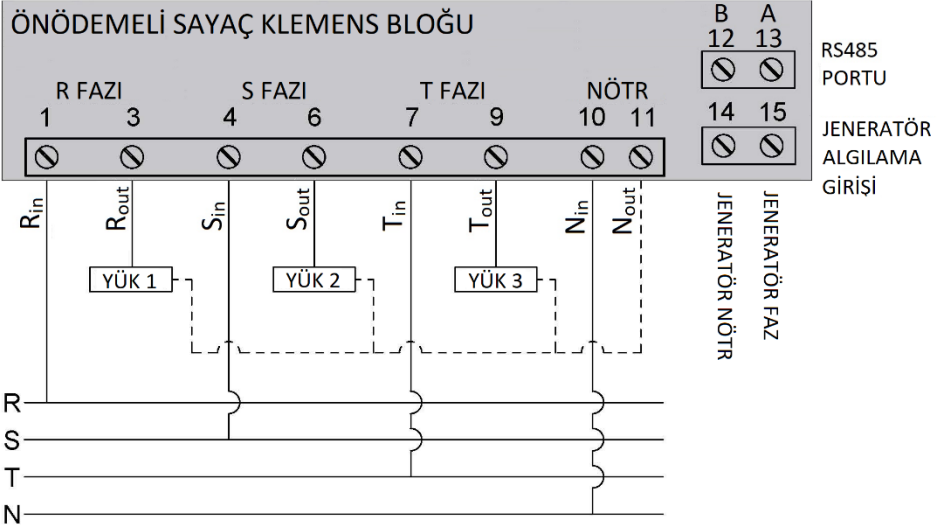 ÖNÖDEMELİ SAYAÇ KLEMENS BLOĞU
B A
12 13
RS485
PORTU
R FAZI S FAZI T FAZI NÖTR
1 3 4 6 7 9 10 11
14 15
JENERATÖR
ALGILAMA
GİRİŞİ
Rin Rout Sin Sout Tin Tout Nin Nout
JENERATÖR NÖTR
JENERATÖR FAZ
YÜK 1 YÜK 2 YÜK 3
R
S
T
N